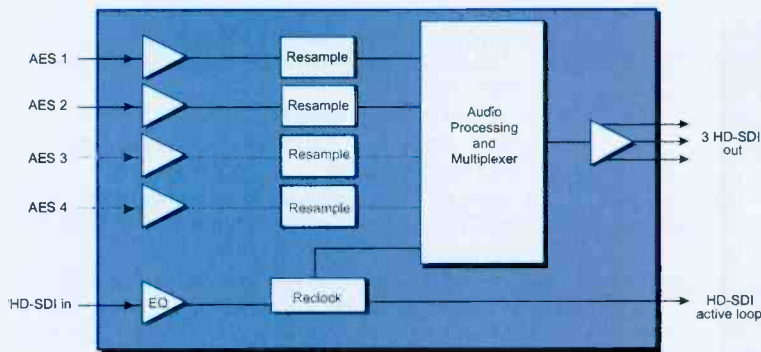 AES 1
Resample
AES 2
Resample
AES 3
Resample
AES 4
Resample
Audio
Processing
and
Multiplexer
3 HD-SDI
out
HD-SDI in
EQ
Reclock
HD-SDI
active loop